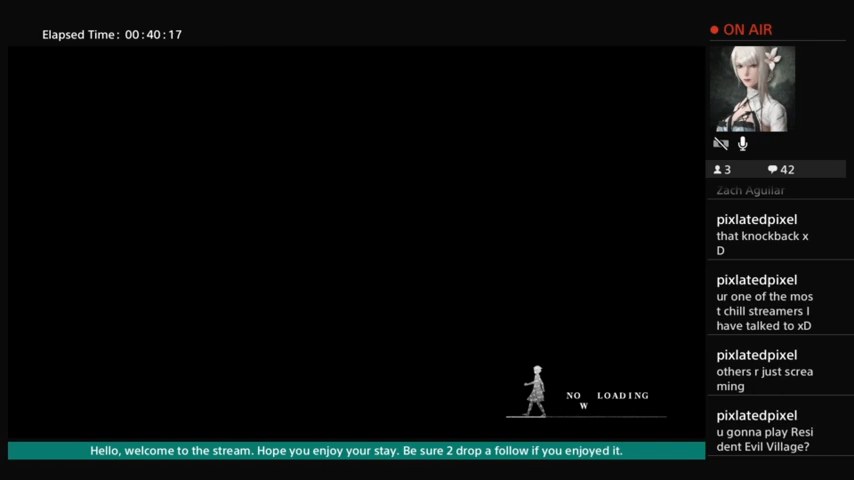 Elapsed Time: 00:40:17
ON AIR
3 42
Zach Aguilar
pixlatedpixel
that knockback x
D
pixlatedpixel
ur one of the mos
t chill streamers I
have talked to xD
pixlatedpixel
others r just screa
ming
pixlatedpixel
u gonna play Resi
dent Evil Village?
NO LOADING
W
Hello, welcome to the stream. Hope you enjoy your stay. Be sure 2 drop a follow if you enjoyed it.